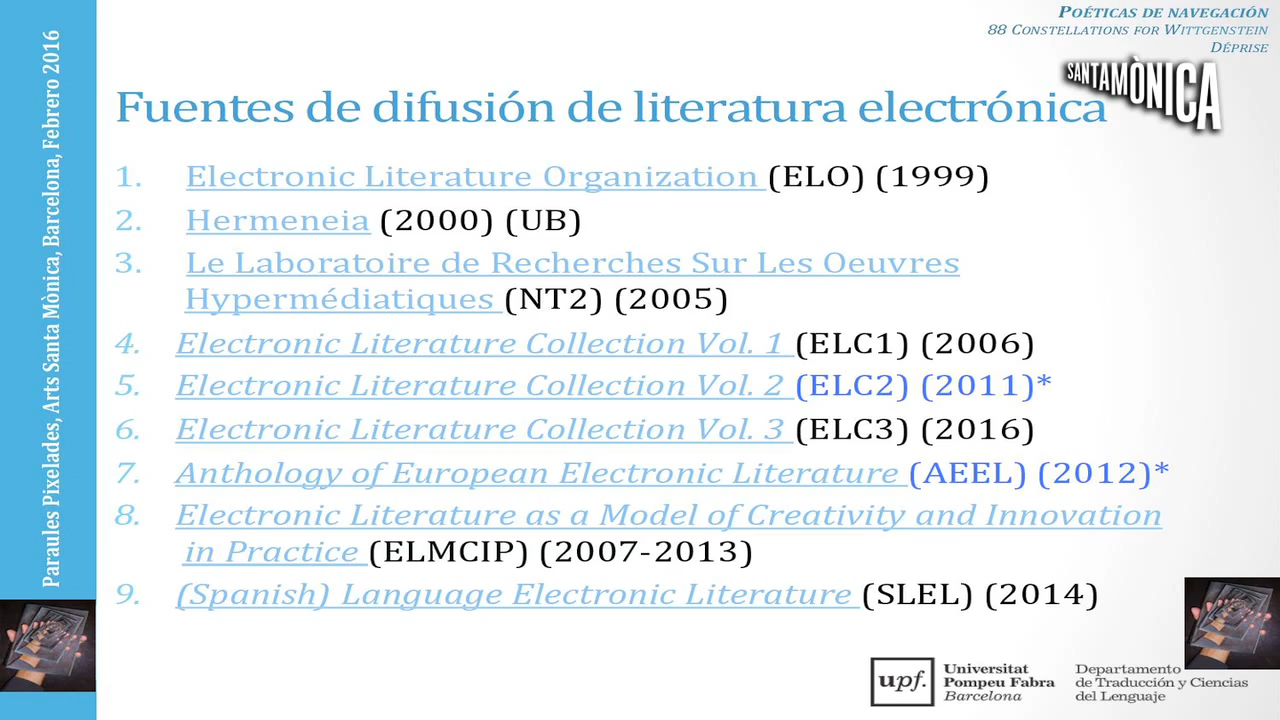 POÉTICAS DE NAVEGACIÓN
88 CONSTELLATIONS FOR WITTGENSTEIN
DÉPRISE
SANTAMÒNICA
Paraules Pixelades, Arts Santa Mònica, Barcelona, Febrero 2016
Fuentes de difusión de literatura electrónica
1. Electronic Literature Organization (ELO) (1999)
2. Hermeneia (2000) (UB)
3. Le Laboratoire de Recherches Sur Les Oeuvres
Hypermédiatiques (NT2) (2005)
4. Electronic Literature Collection Vol. 1 (ELC1) (2006)
5. Electronic Literature Collection Vol. 2 (ELC2) (2011)*
6. Electronic Literature Collection Vol. 3 (ELC3) (2016)
7. Anthology of European Electronic Literature (AEEL) (2012)*
8. Electronic Literature as a Model of Creativity and Innovation
in Practice (ELMCIP) (2007-2013)
9. (Spanish) Language Electronic Literature (SLEL) (2014)
upf.
Universitat
Pompeu Fabra
Barcelona
Departamento
de Traducción y Ciencias
del Lenguaje